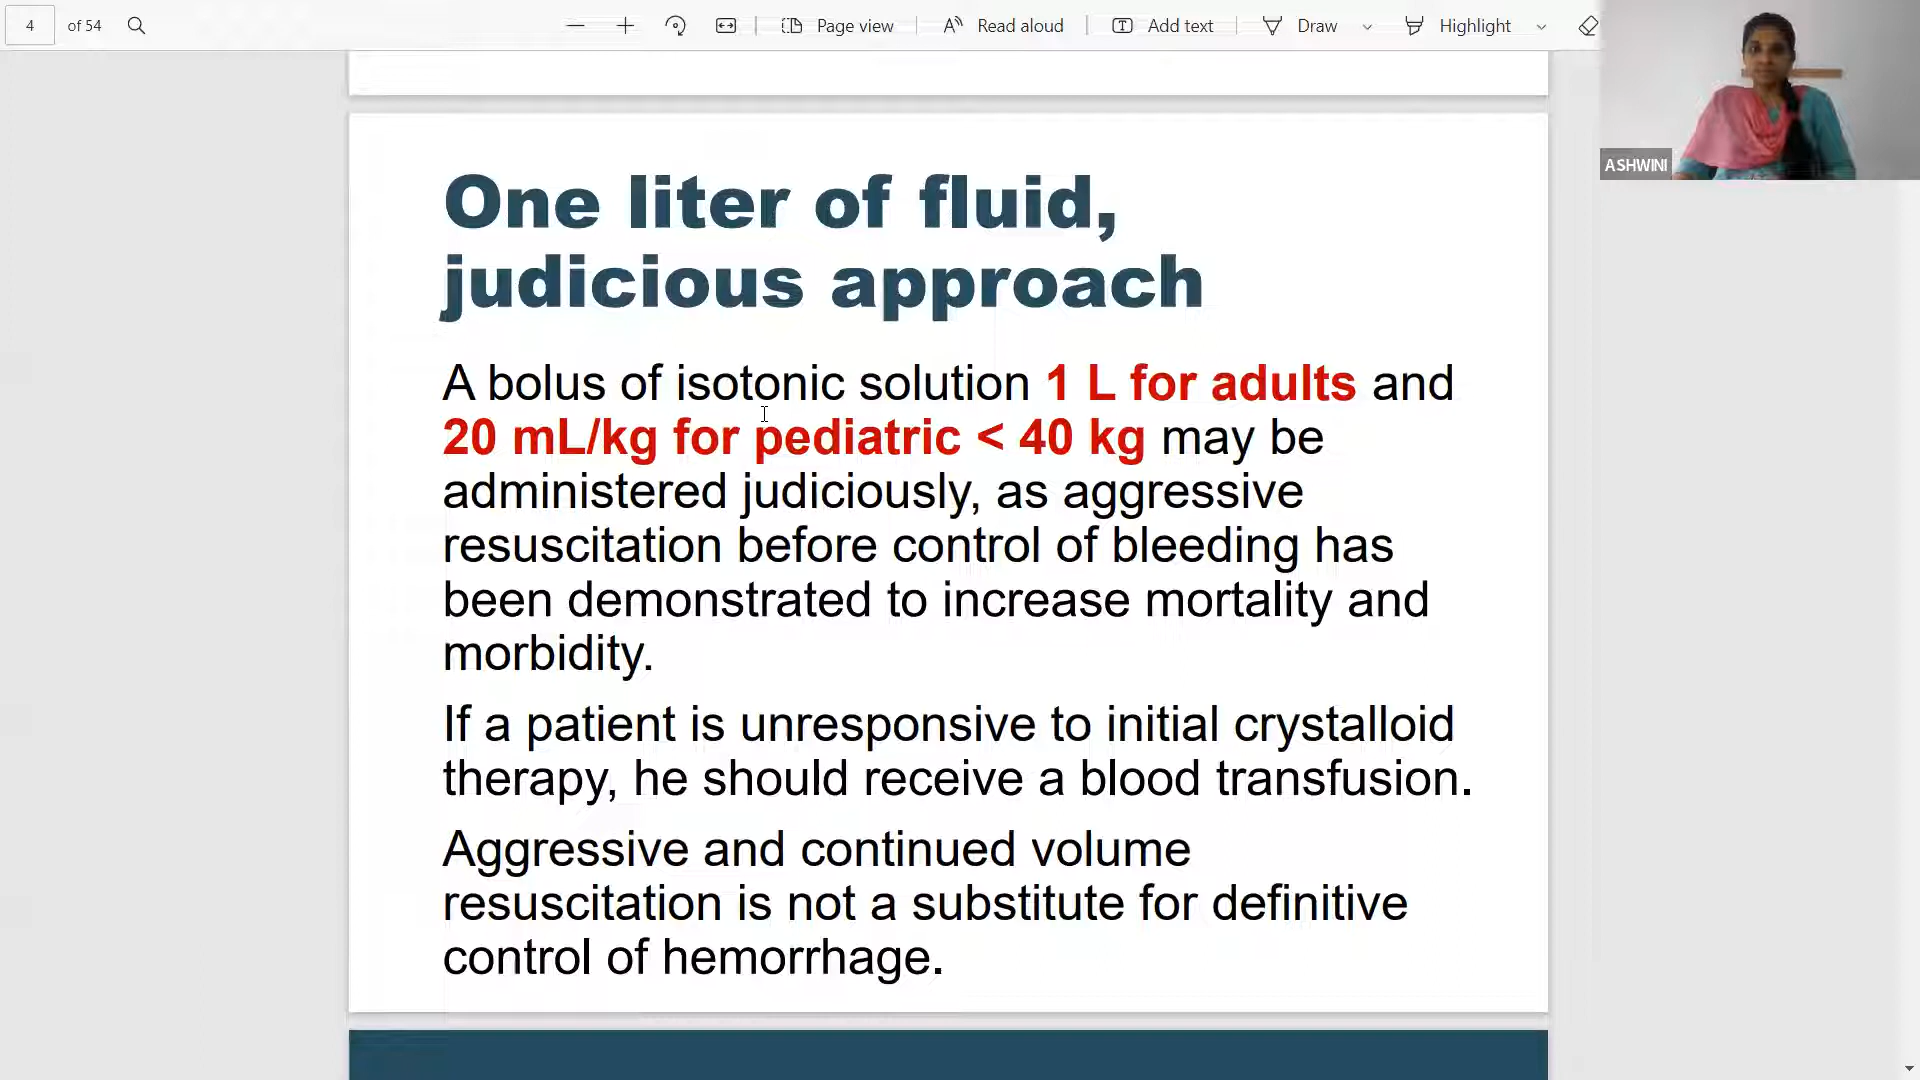 4 of 54
Page view
Read aloud
Add text
Draw
Highlight
ASHWINI
One liter of fluid,
judicious approach
A bolus of isotonic solution 1 L for adults and
20 mL/kg for pediatric < 40 kg may be
administered judiciously, as aggressive
resuscitation before control of bleeding has
been demonstrated to increase mortality and
morbidity.
If a patient is unresponsive to initial crystalloid
therapy, he should receive a blood transfusion.
Aggressive and continued volume
resuscitation is not a substitute for definitive
control of hemorrhage.